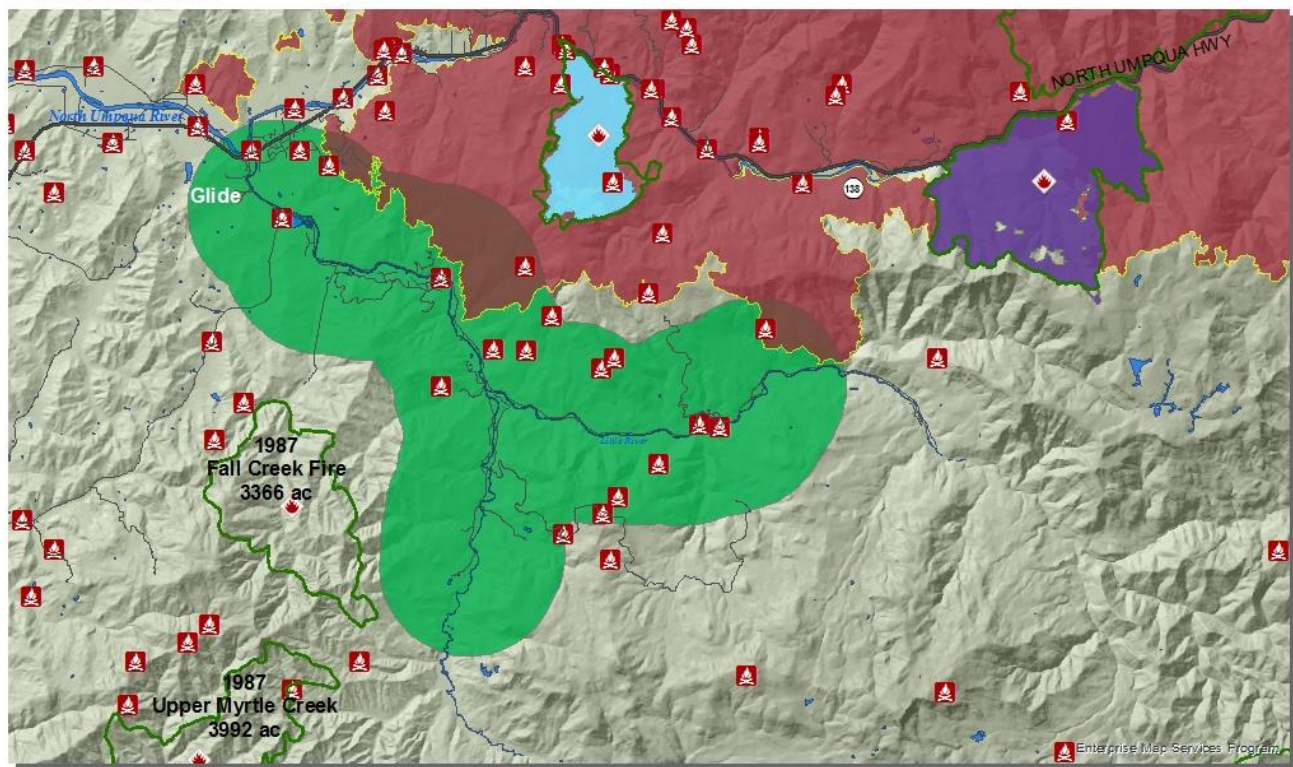 NORTH UMPQUA HWY
North Umpqua River
138
Glide
Little River
1987
Fall Creek Fire
3366 ac
1987
Upper Myrtle Creek
3992 ac
Enterprise Map Services Program